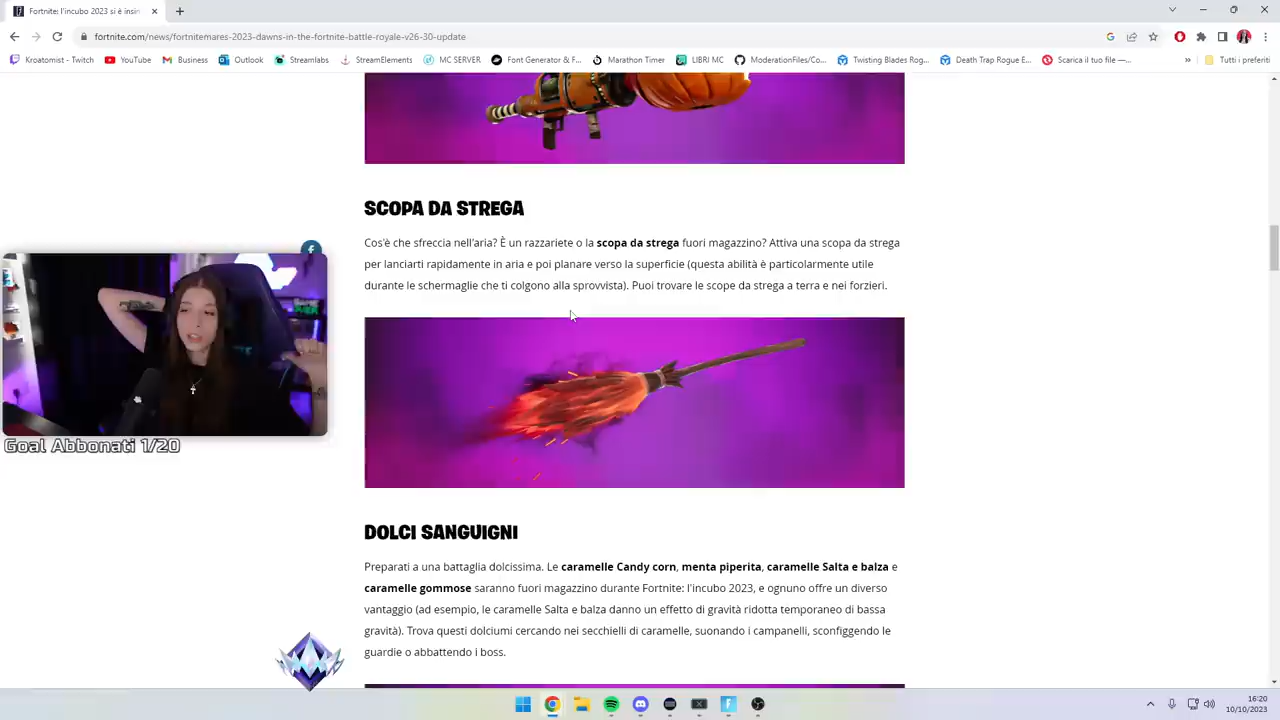 Fortnite: l'incubo 2023 si è insin
fortnite.com/news/fortnitemares-2023-dawns-in-the-fortnite-battle-royale-v26-30-update
Kroatomist - Twitch YouTube Business Outlook Streamlabs StreamElements MC SERVER Font Generator & F... Marathon Timer LIBRI MC ModerationFiles/Co... Twisting Blades Rog... Death Trap Rogue E... Scarica il tuo file —... » Tutti i preferiti
SCOPA DA STREGA
Cos'è che sfreccia nell'aria? È un razzariete o la scopa da strega fuori magazzino? Attiva una scopa da strega
per lanciarti rapidamente in aria e poi planare verso la superficie (questa abilità è particolarmente utile
durante le schermaglie che ti colgono alla sprovvista). Puoi trovare le scope da strega a terra e nei forzieri.
Goal Abbonati 1/20
DOLCI SANGUIGNI
Preparati a una battaglia dolcissima. Le caramelle Candy corn, menta piperita, caramelle Salta e balza e
caramelle gommose saranno fuori magazzino durante Fortnite: l'incubo 2023, e ognuno offre un diverso
vantaggio (ad esempio, le caramelle Salta e balza danno un effetto di gravità ridotta temporaneo di bassa
gravità). Trova questi dolciumi cercando nei secchielli di caramelle, suonando i campanelli, sconfiggendo le
guardie o abbattendo i boss.
16:20
10/10/2023